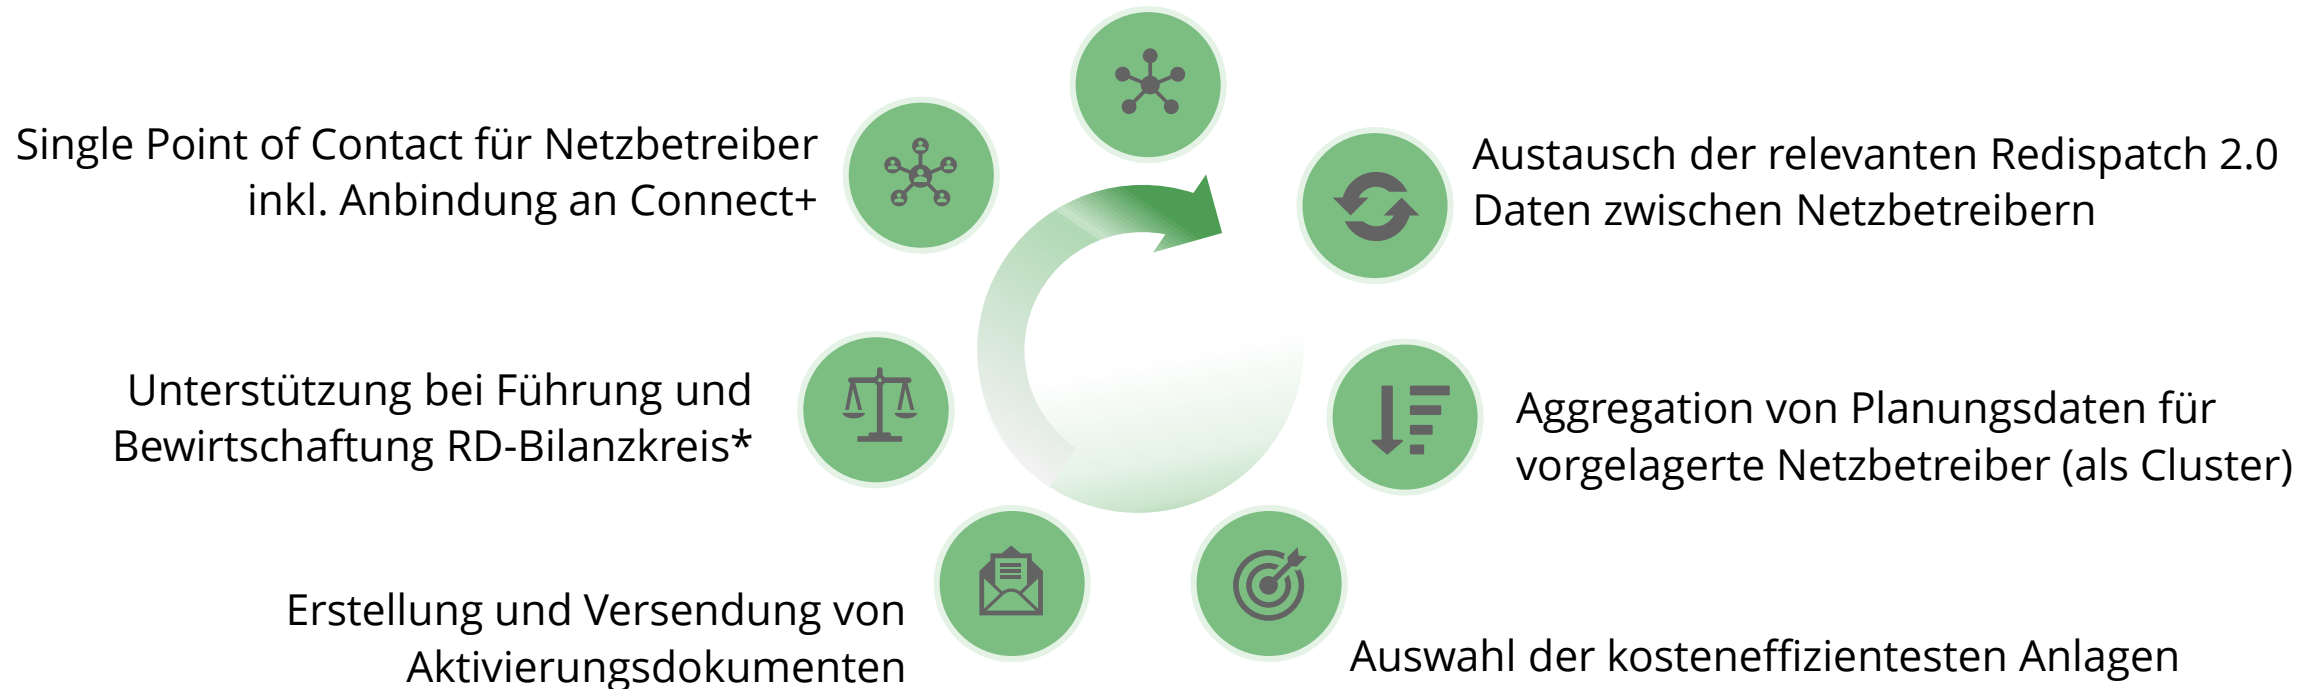 Single Point of Contact für Netzbetreiber
inkl. Anbindung an Connect+
Austausch der relevanten Redispatch 2.0
Daten zwischen Netzbetreibern
Unterstützung bei Führung und
Bewirtschaftung RD-Bilanzkreis*
Aggregation von Planungsdaten für
vorgelagerte Netzbetreiber (als Cluster)
Erstellung und Versendung von
Aktivierungsdokumenten
Auswahl der kosteneffizientesten Anlagen